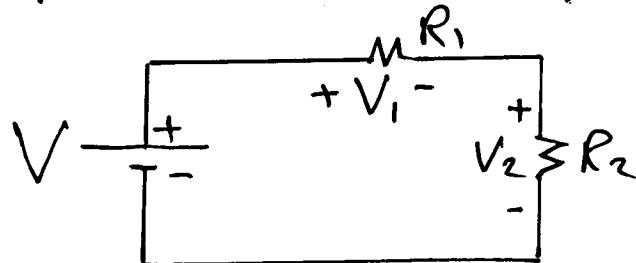 R₁
+ V₁ -
V
+
-
+
V₂
R₂
-